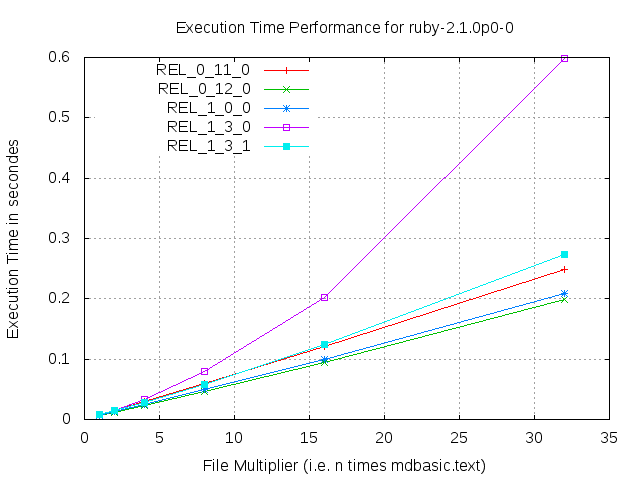 Execution Time Performance for ruby-2.1.0p0-0
REL_0_11_0
REL_0_12_0
REL_1_0_0
REL_1_3_0
REL_1_3_1
Execution Time in secondes
0.6
0.5
0.4
0.3
0.2
0.1
0
0 5 10 15 20 25 30 35
File Multiplier (i.e. n times mdbasic.text)